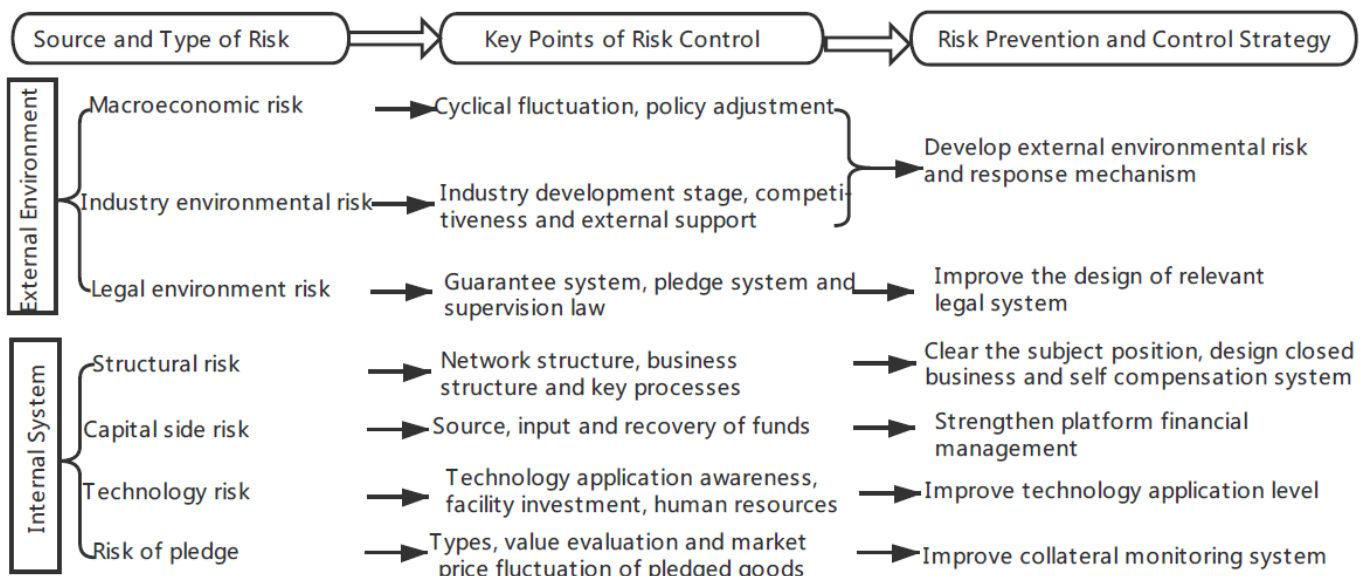 Source and Type of Risk
Key Points of Risk Control
Risk Prevention and Control Strategy
External Environment
Macroeconomic risk
Cyclical fluctuation, policy adjustment
Develop external environmental risk
and response mechanism
Industry environmental risk
Industry development stage, competi-
tiveness and external support
Legal environment risk
Guarantee system, pledge system and
supervision law
Improve the design of relevant
legal system
Internal System
Structural risk
Network structure, business
structure and key processes
Clear the subject position, design closed
business and self compensation system
Capital side risk
Source, input and recovery of funds
Strengthen platform financial
management
Technology risk
Technology application awareness,
facility investment, human resources
Improve technology application level
Risk of pledge
Types, value evaluation and market
price fluctuation of pledged goods
Improve collateral monitoring system